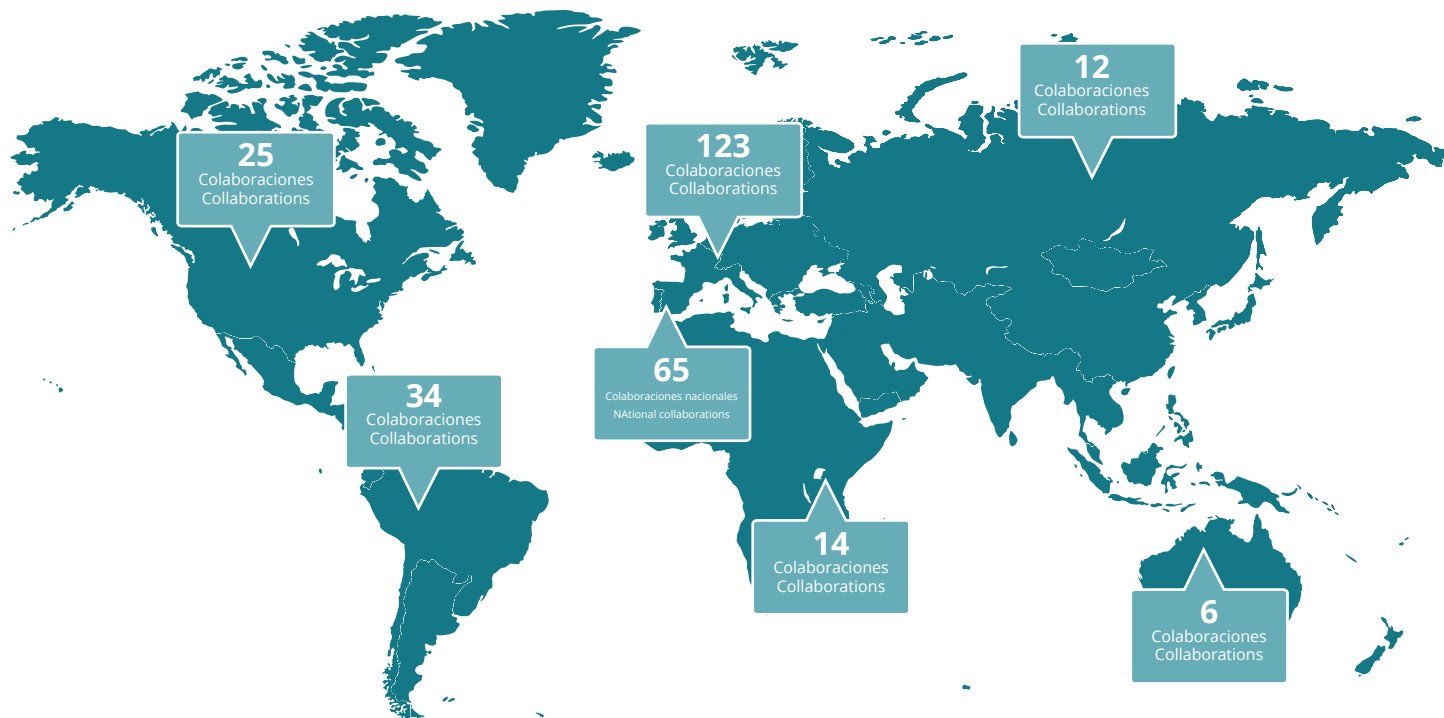 12
Colaboraciones
Collaborations
123
Colaboraciones
Collaborations
25
Colaboraciones
Collaborations
65
Colaboraciones nacionales
NAtional collaborations
34
Colaboraciones
Collaborations
14
Colaboraciones
Collaborations
6
Colaboraciones
Collaborations